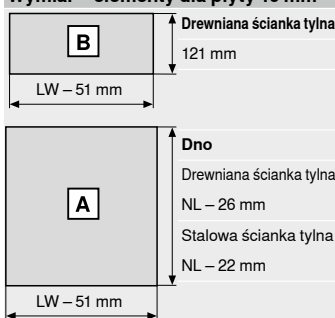 Drewniana ścianka tylna
B
121 mm
LW – 51 mm
Dno
Drewniana ścianka tylna
A
NL – 26 mm
Stalowa ścianka tylna
NL – 22 mm
LW – 51 mm